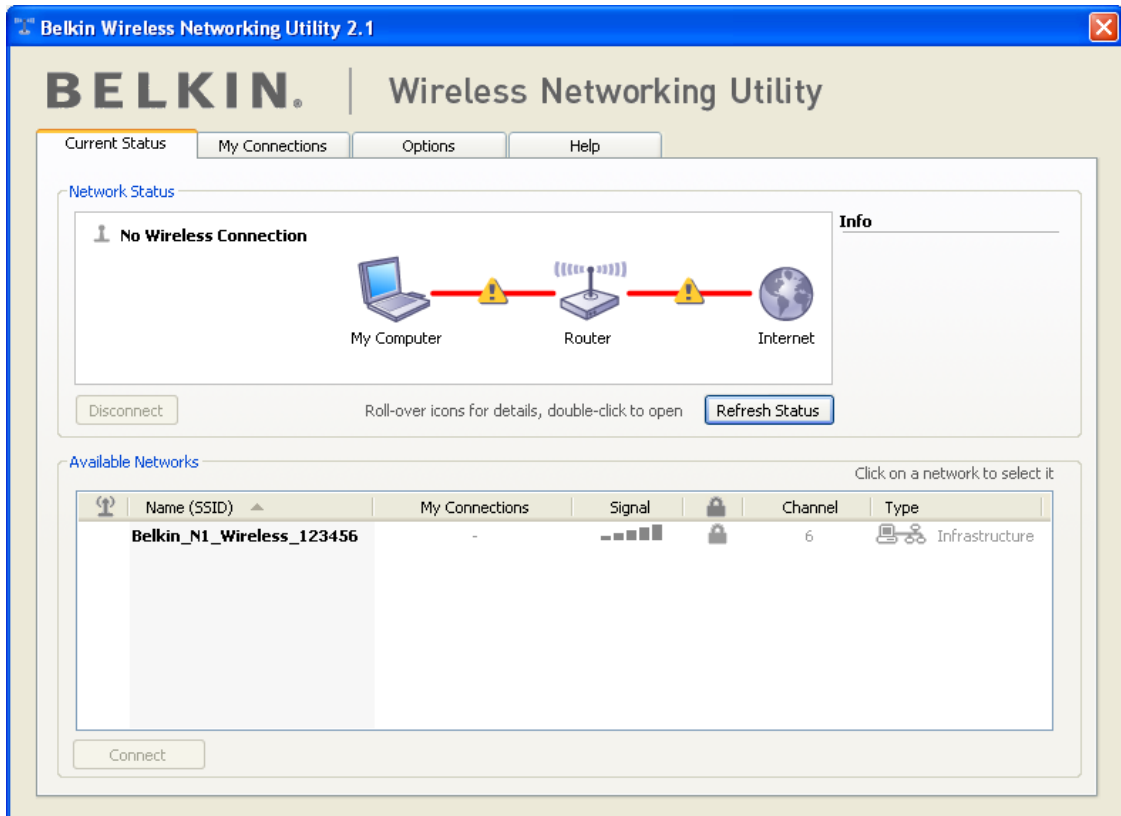 Belkin Wireless Networking Utility 2.1
BELKIN® | Wireless Networking Utility
Current Status My Connections Options Help
Network Status
No Wireless Connection
Info
My Computer Router Internet
Disconnect Roll-over icons for details, double-click to open Refresh Status
Available Networks
Click on a network to select it
Name (SSID) My Connections Signal Channel Type
Belkin_N1_Wireless_123456 - 6 Infrastructure
Connect